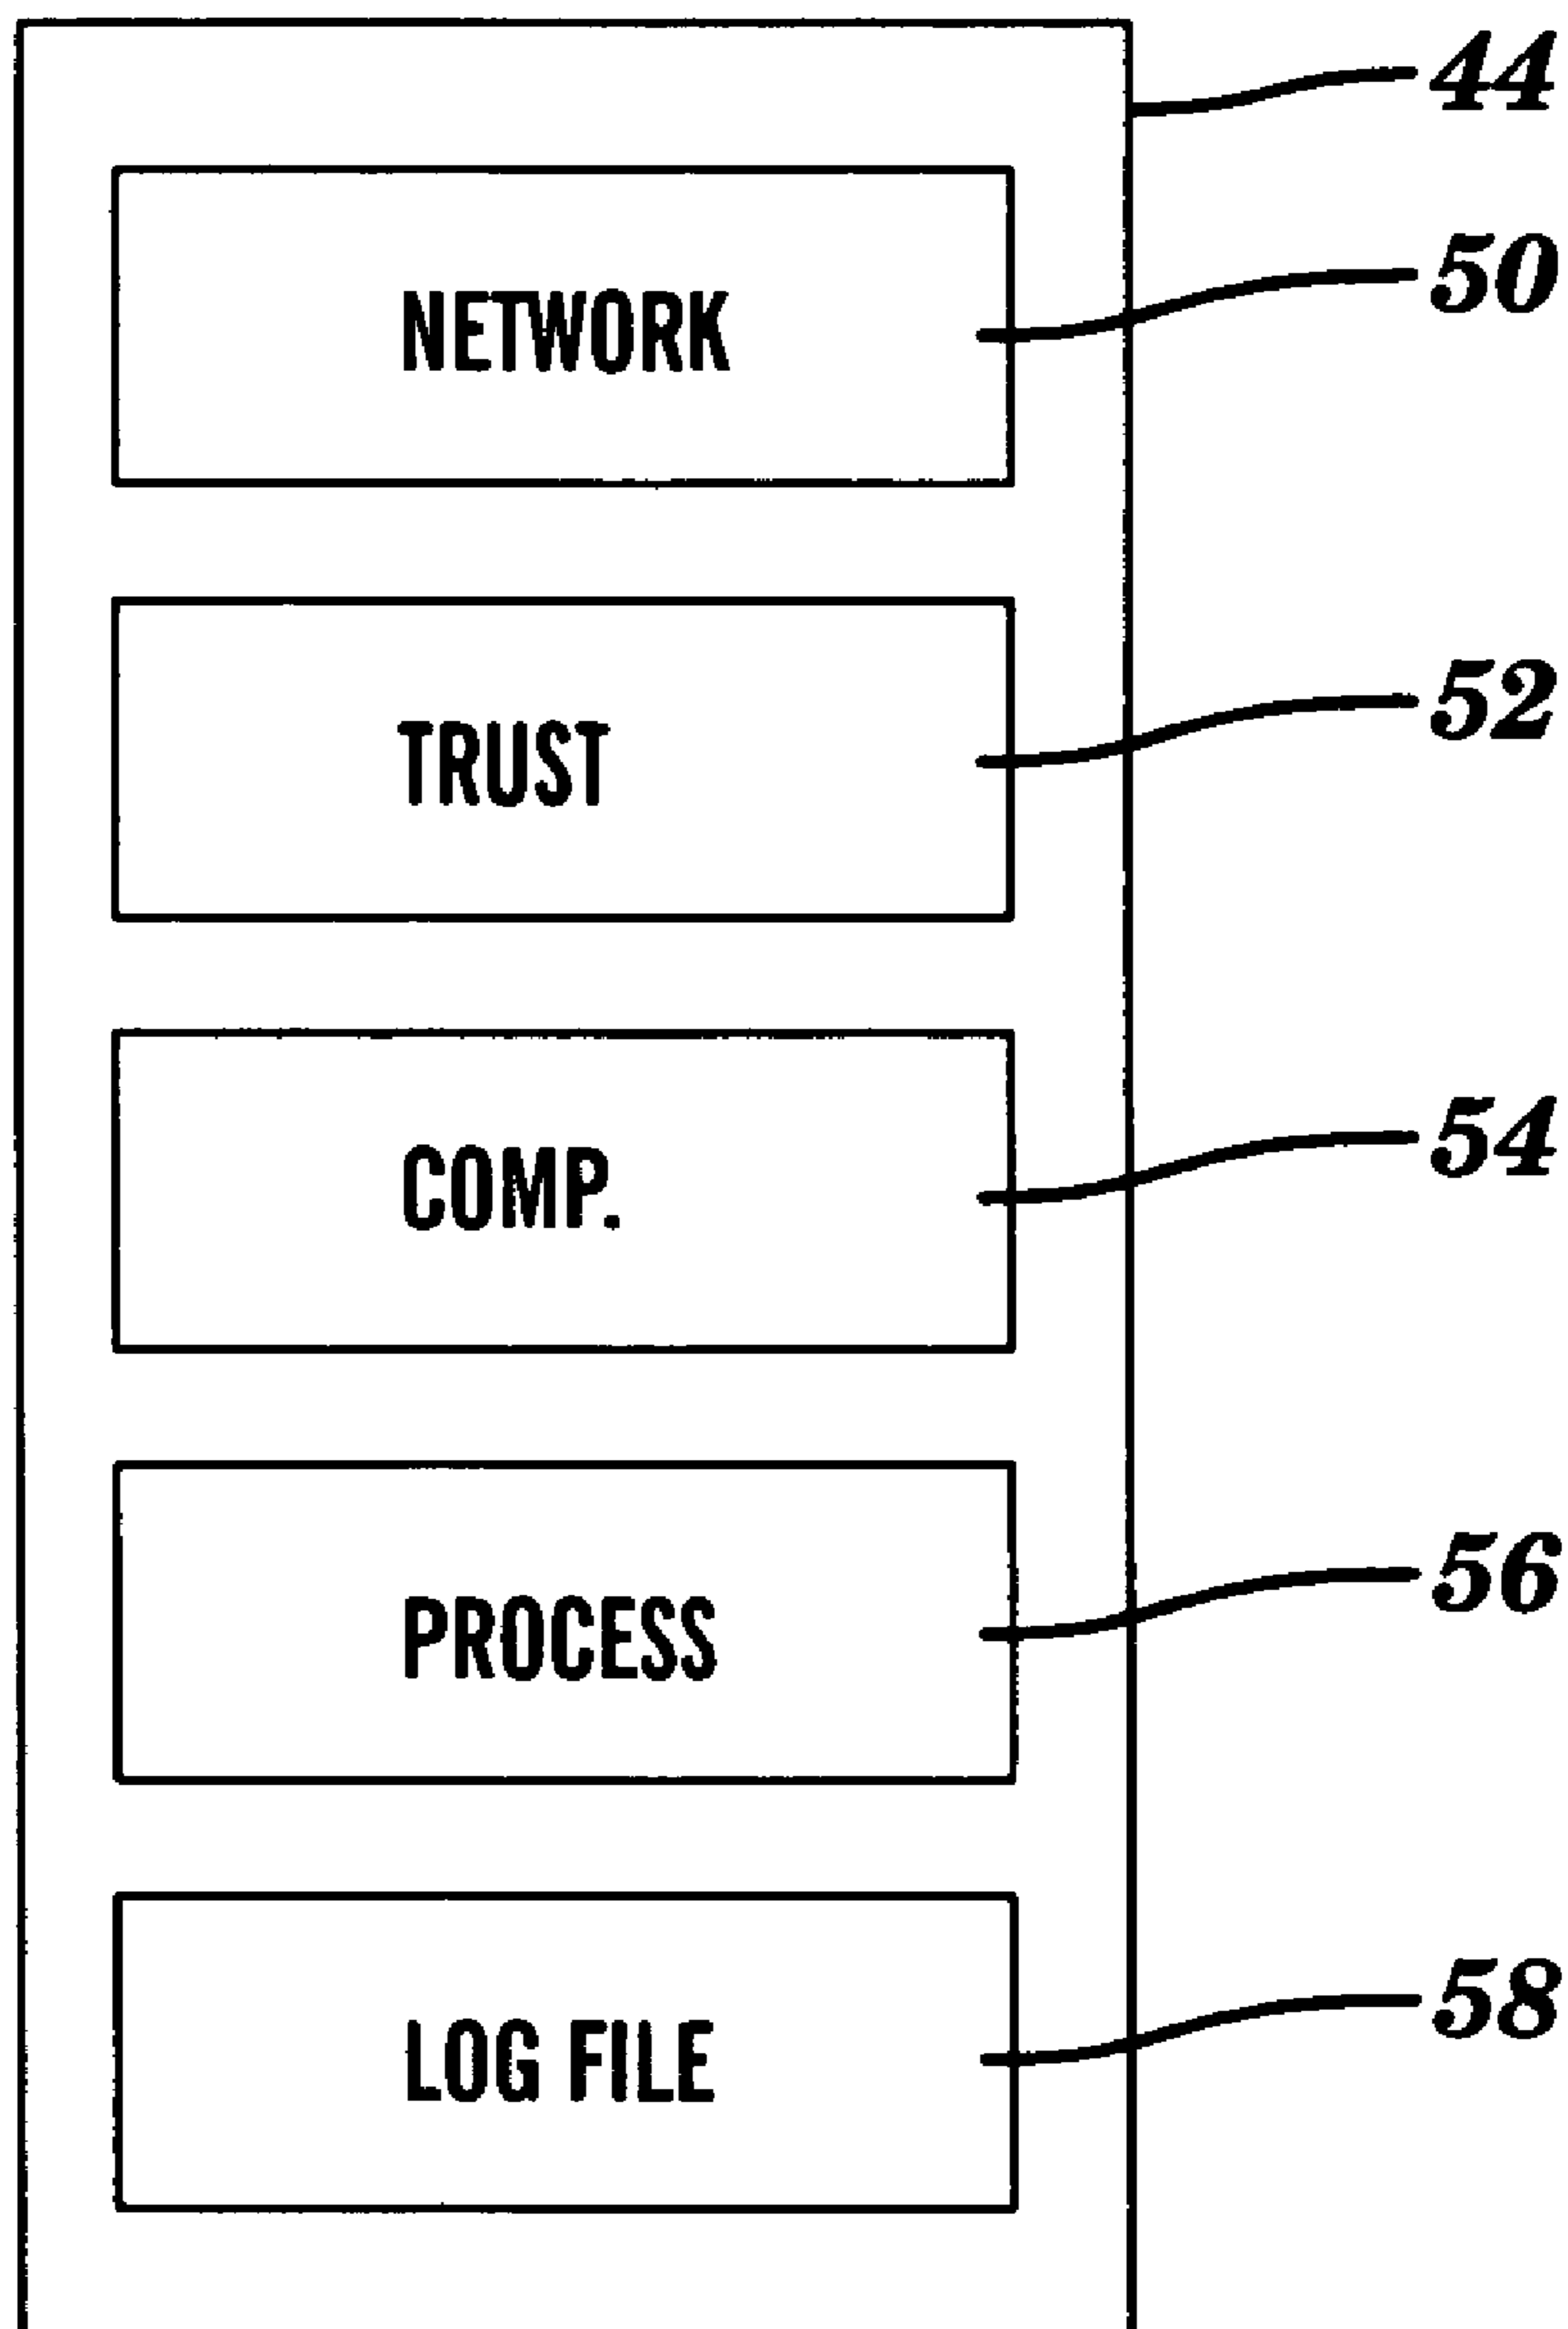 44
NETWORK
50
TRUST
52
COMP.
54
PROCESS
56
LOG FILE
58